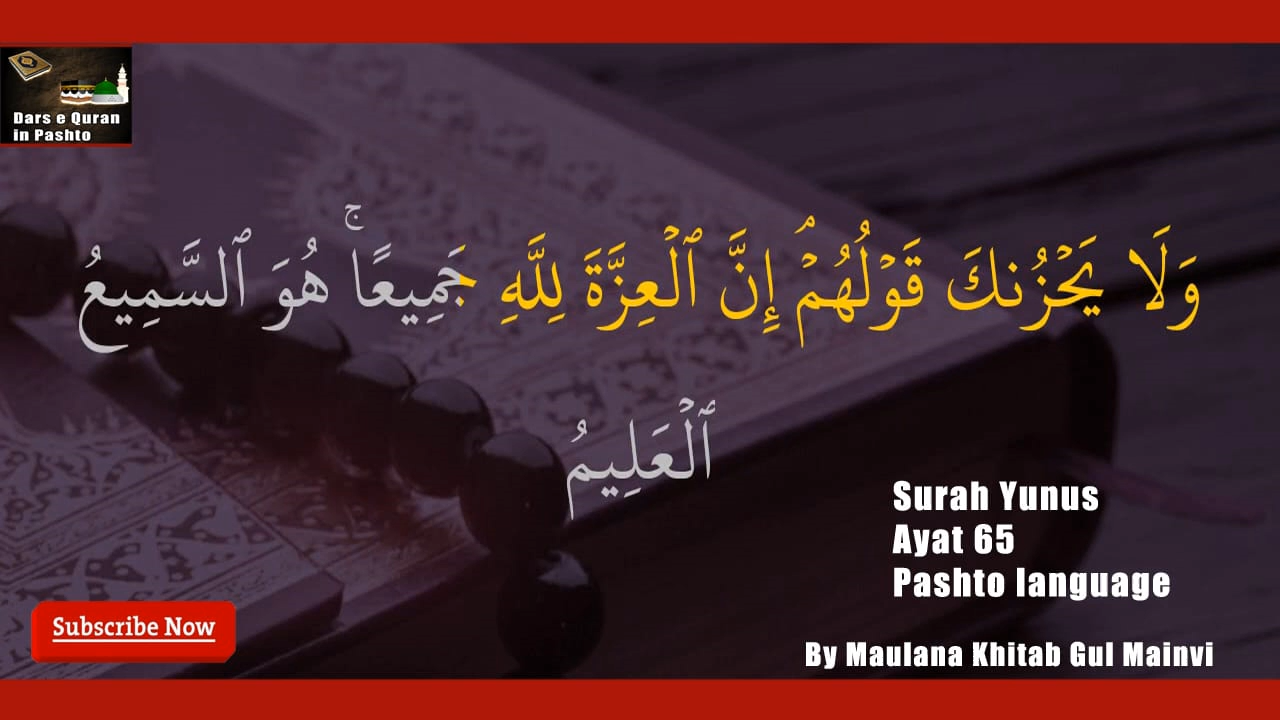 Dars e Quran
in Pashto
وَلَا يَحْزُنكَ قَوْلُهُمْ ۘ إِنَّ ٱلْعِزَّةَ لِلَّهِ جَمِيعًا ۚ هُوَ ٱلسَّمِيعُ
ٱلْعَلِيمُ
Surah Yunus
Ayat 65
Pashto language
Subscribe Now
By Maulana Khitab Gul Mainvi